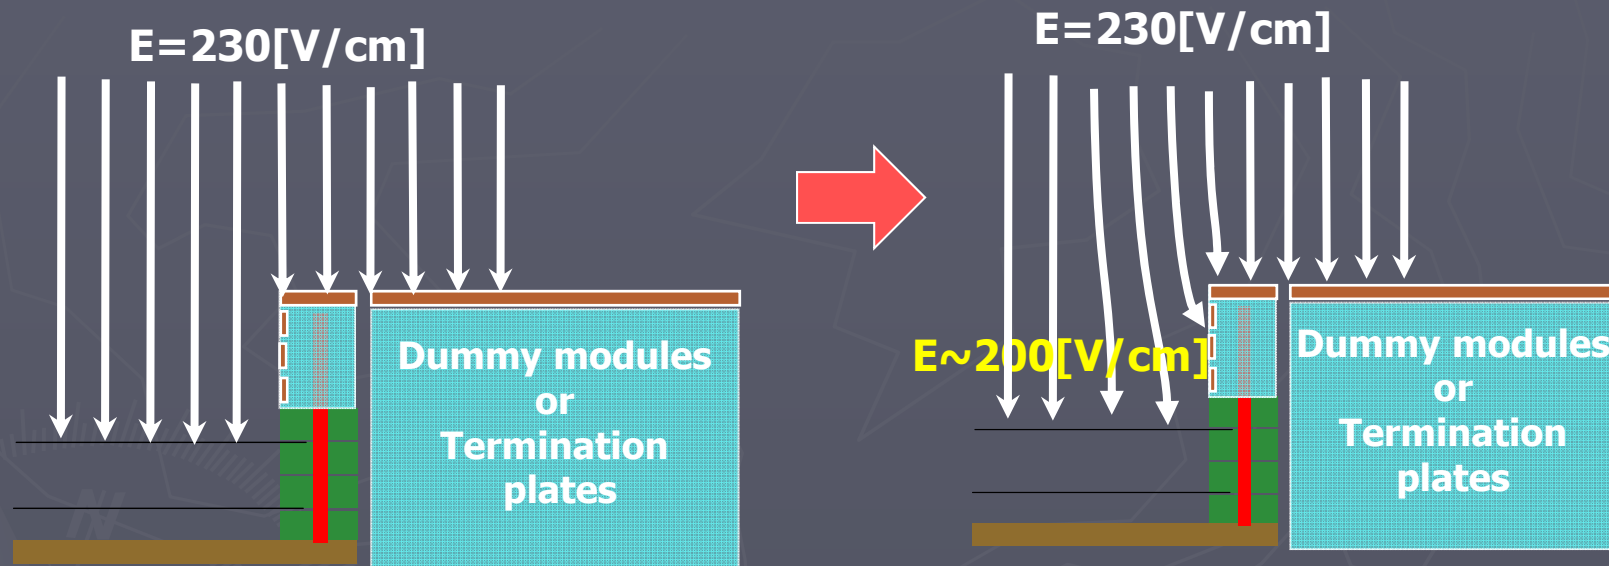 E=230[V/cm]
Dummy modules
or
Termination
plates
E=230[V/cm]
E~200[V/cm]
Dummy modules
or
Termination
plates